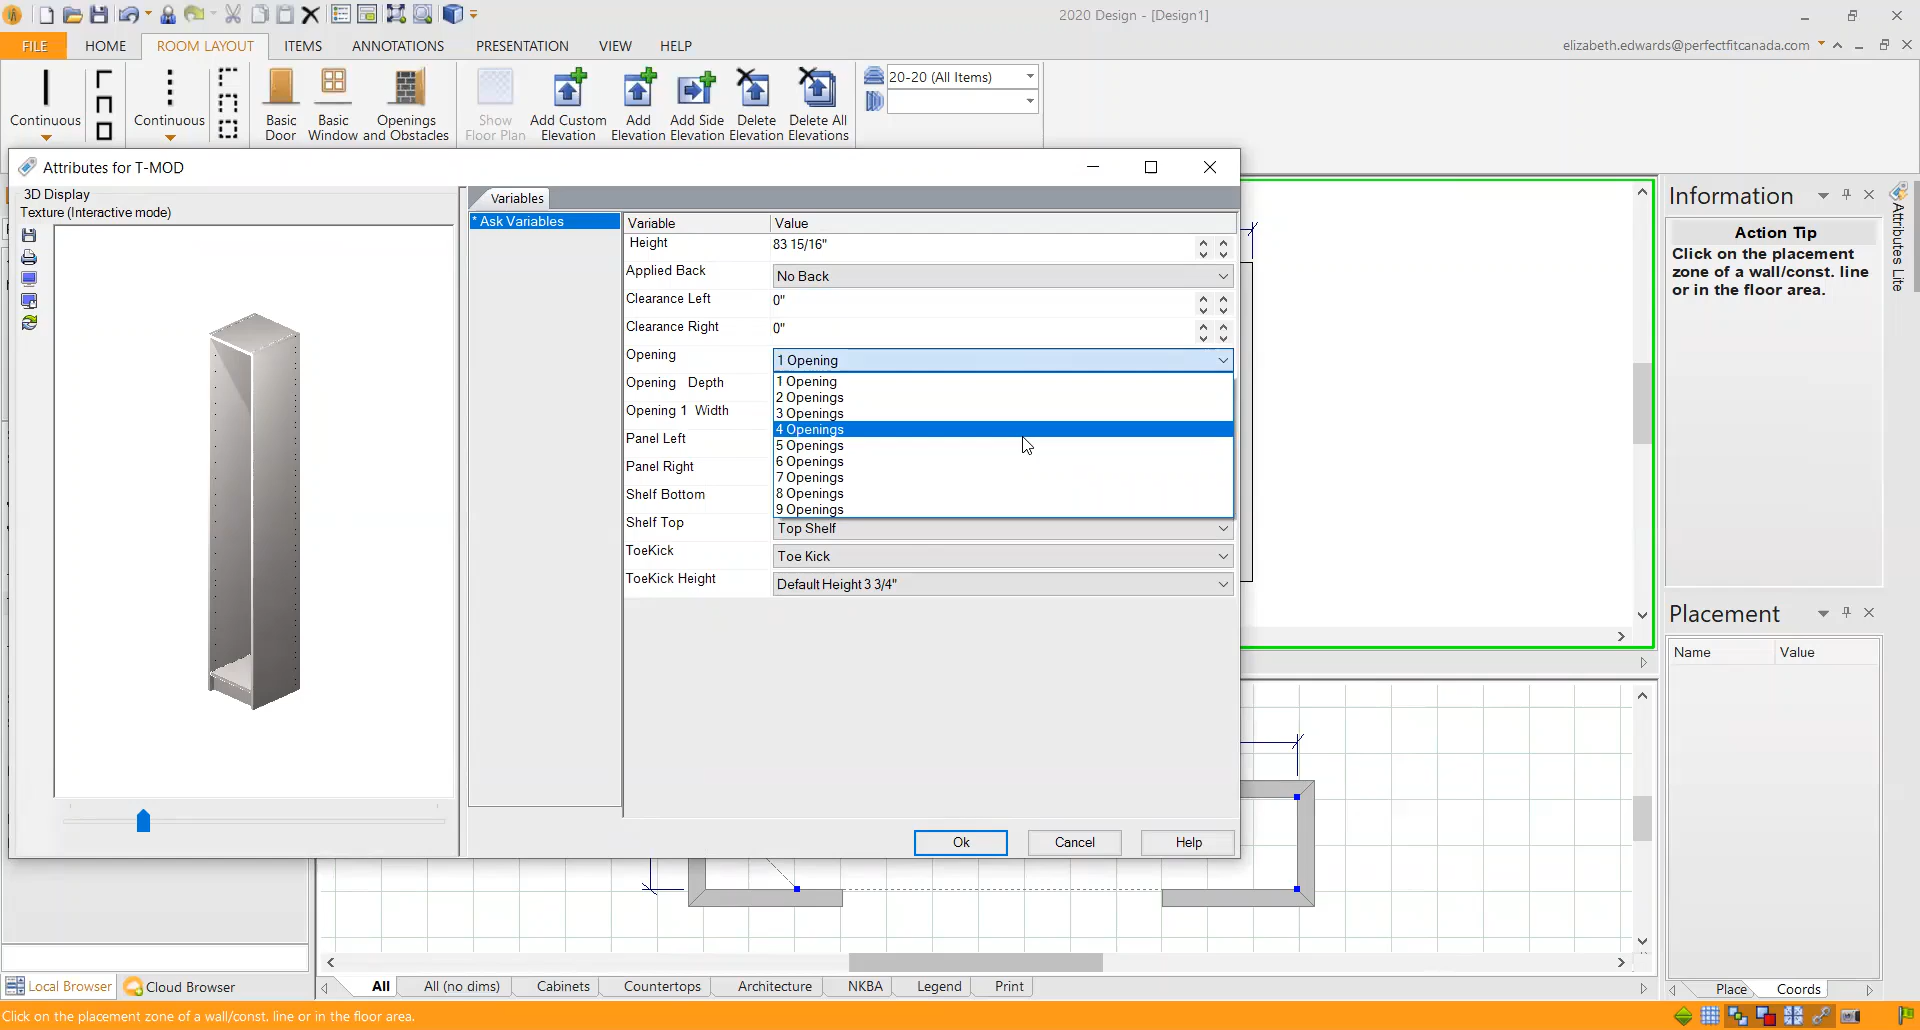 2020 Design - [Design1]
FILE HOME ROOM LAYOUT ITEMS ANNOTATIONS PRESENTATION VIEW HELP
elizabeth.edwards@perfectfitcanada.com
Continuous
Continuous
Basic Door
Basic Window
Openings and Obstacles
Show Floor Plan
Add Custom Elevation
Add Elevation
Add Side Elevation
Delete Elevation
Delete All Elevations
20-20 (All Items)
Attributes for T-MOD
3D Display
Texture (Interactive mode)
Variables
* Ask Variables
Variable Value
Height 83 15/16"
Applied Back No Back
Clearance Left 0"
Clearance Right 0"
Opening 1 Opening
1 Opening
2 Openings
3 Openings
4 Openings
5 Openings
6 Openings
7 Openings
8 Openings
9 Openings
Opening Depth
Opening 1 Width
Panel Left
Panel Right
Shelf Bottom
Shelf Top Top Shelf
ToeKick Toe Kick
ToeKick Height Default Height 3 3/4"
Ok Cancel Help
Information
Action Tip
Click on the placement
zone of a wall/const. line
or in the floor area.
Attributes Lite
Placement
Name Value
Place Coords
Local Browser Cloud Browser
All All (no dims) Cabinets Countertops Architecture NKBA Legend Print
Click on the placement zone of a wall/const. line or in the floor area.